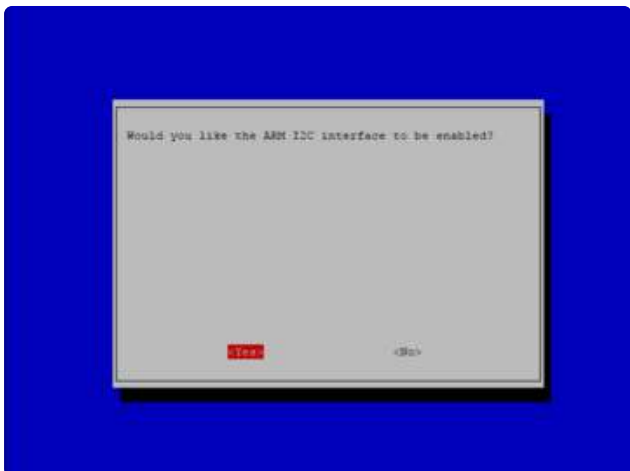 Would you like the ARM I2C interface to be enabled?
<Yes>
<No>